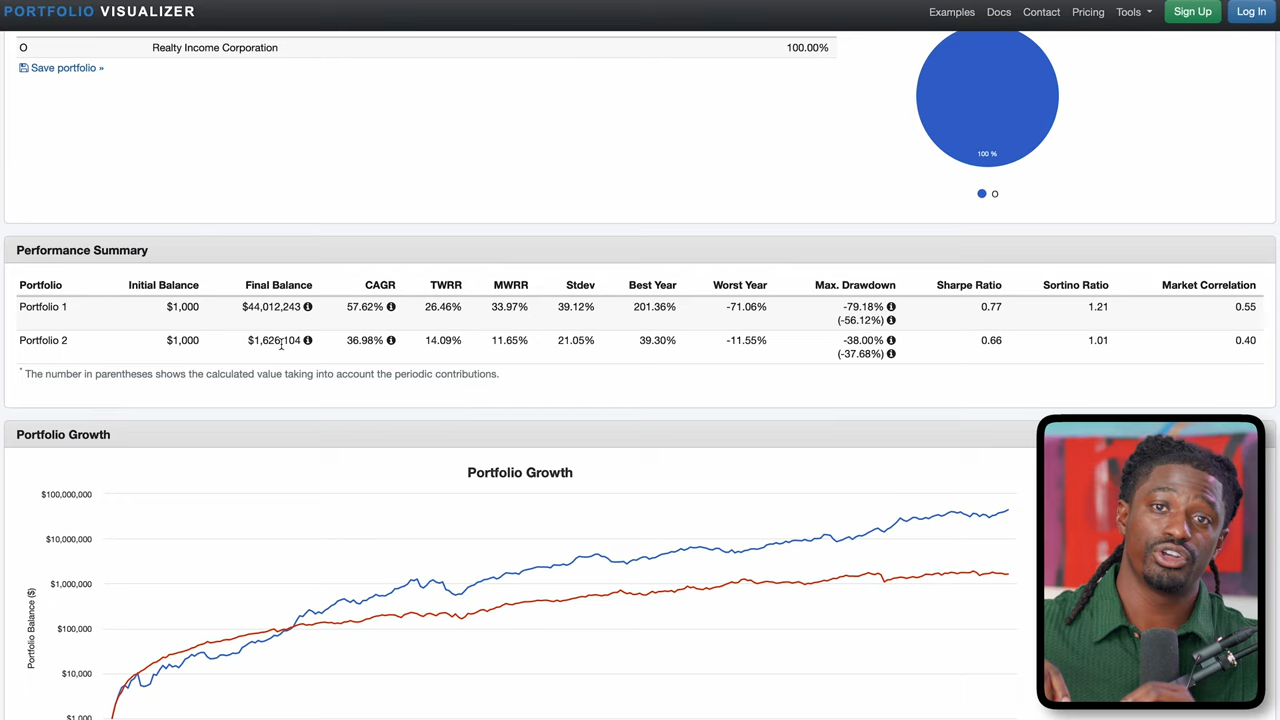 PORTFOLIO VISUALIZER Examples Docs Contact Pricing Tools Sign Up Log In
O Realty Income Corporation 100.00%
Save portfolio »
100 %
O
Performance Summary
Portfolio Initial Balance Final Balance CAGR TWRR MWRR Stdev Best Year Worst Year Max. Drawdown Sharpe Ratio Sortino Ratio Market Correlation
Portfolio 1 $1,000 $44,012,243 57.62% 26.46% 33.97% 39.12% 201.36% -71.06% -79.18% 0.77 1.21 0.55
(-56.12%)
Portfolio 2 $1,000 $1,626,104 36.98% 14.09% 11.65% 21.05% 39.30% -11.55% -38.00% 0.66 1.01 0.40
(-37.68%)
* The number in parentheses shows the calculated value taking into account the periodic contributions.
Portfolio Growth
Portfolio Growth
Portfolio Balance ($)
$100,000,000
$10,000,000
$1,000,000
$100,000
$10,000
$1,000